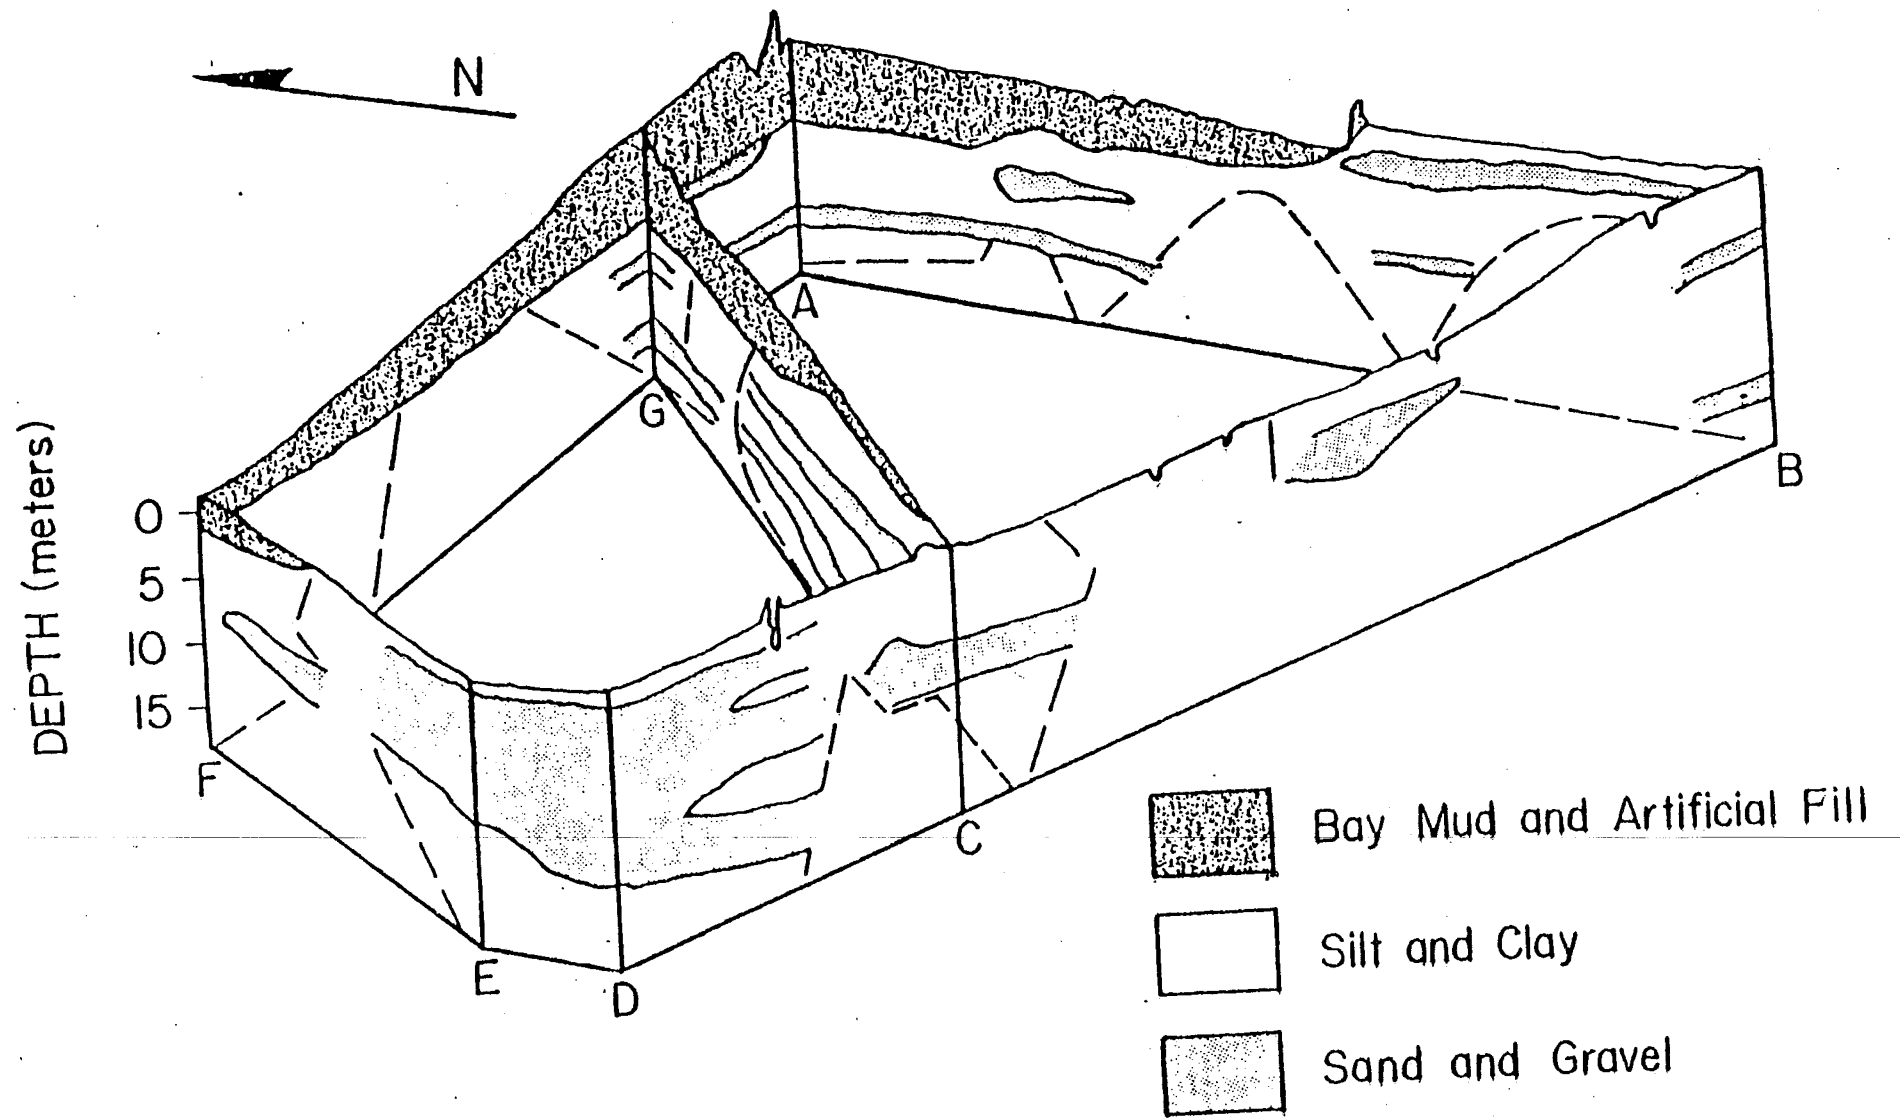 N
A
G
B
DEPTH (meters)
0
5
10
15
F
C
E
D
Bay Mud and Artificial Fill
Silt and Clay
Sand and Gravel